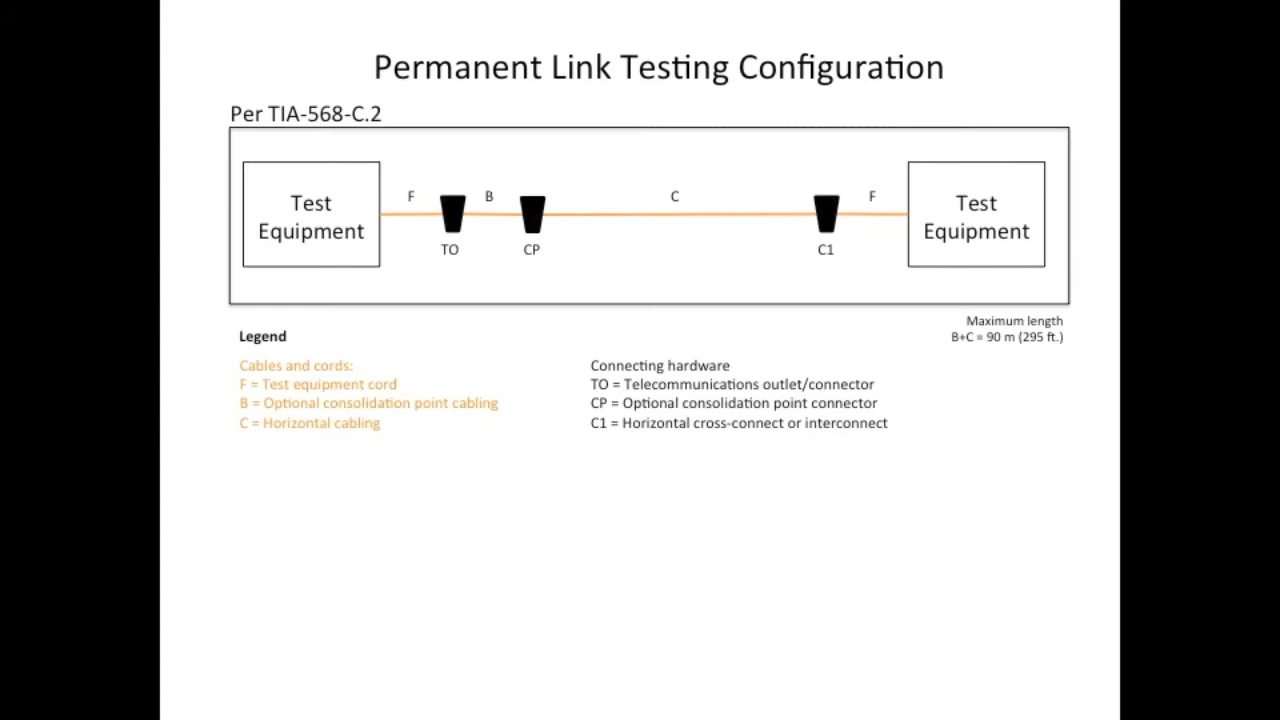 Permanent Link Testing Configuration
Per TIA-568-C.2
Test
Equipment
F
B
C
F
Test
Equipment
TO
CP
C1
Maximum length
B+C = 90 m (295 ft.)
Legend
Cables and cords:
F = Test equipment cord
B = Optional consolidation point cabling
C = Horizontal cabling
Connecting hardware
TO = Telecommunications outlet/connector
CP = Optional consolidation point connector
C1 = Horizontal cross-connect or interconnect